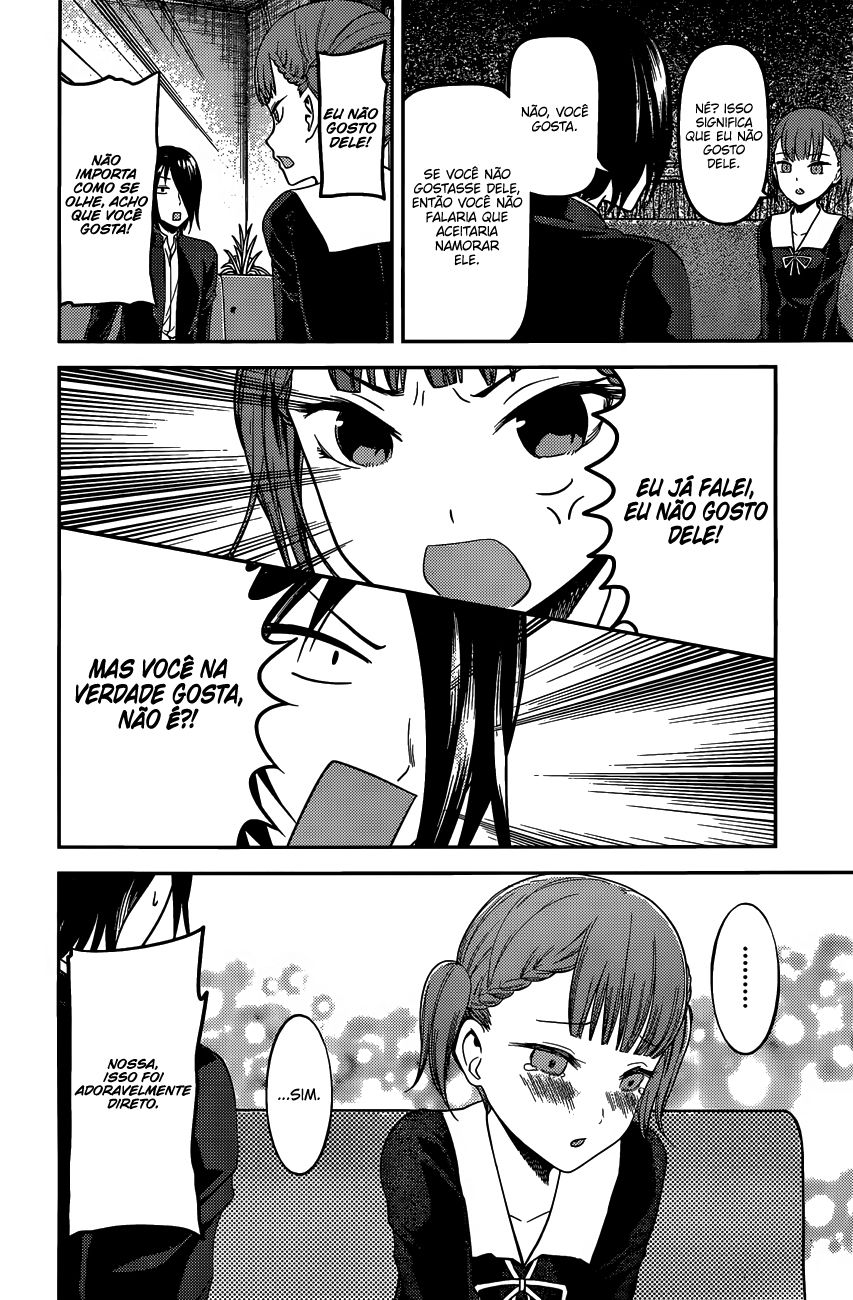 NÉ? ISSO
SIGNIFICA
QUE EU NÃO
GOSTO
DELE.
NÃO, VOCÊ
GOSTA.
SE VOCÊ NÃO
GOSTASSE DELE,
ENTÃO VOCÊ NÃO
FALARIA QUE
ACEITARIA
NAMORAR
ELE.
EU NÃO
GOSTO
DELE!
NÃO
IMPORTA
COMO SE
OLHE, ACHO
QUE VOCÊ
GOSTA!
EU JÁ FALEI,
EU NÃO GOSTO
DELE!
MAS VOCÊ NA
VERDADE GOSTA,
NÃO É?!
.........
...SIM.
NOSSA,
ISSO FOI
ADORAVELMENTE
DIRETO.